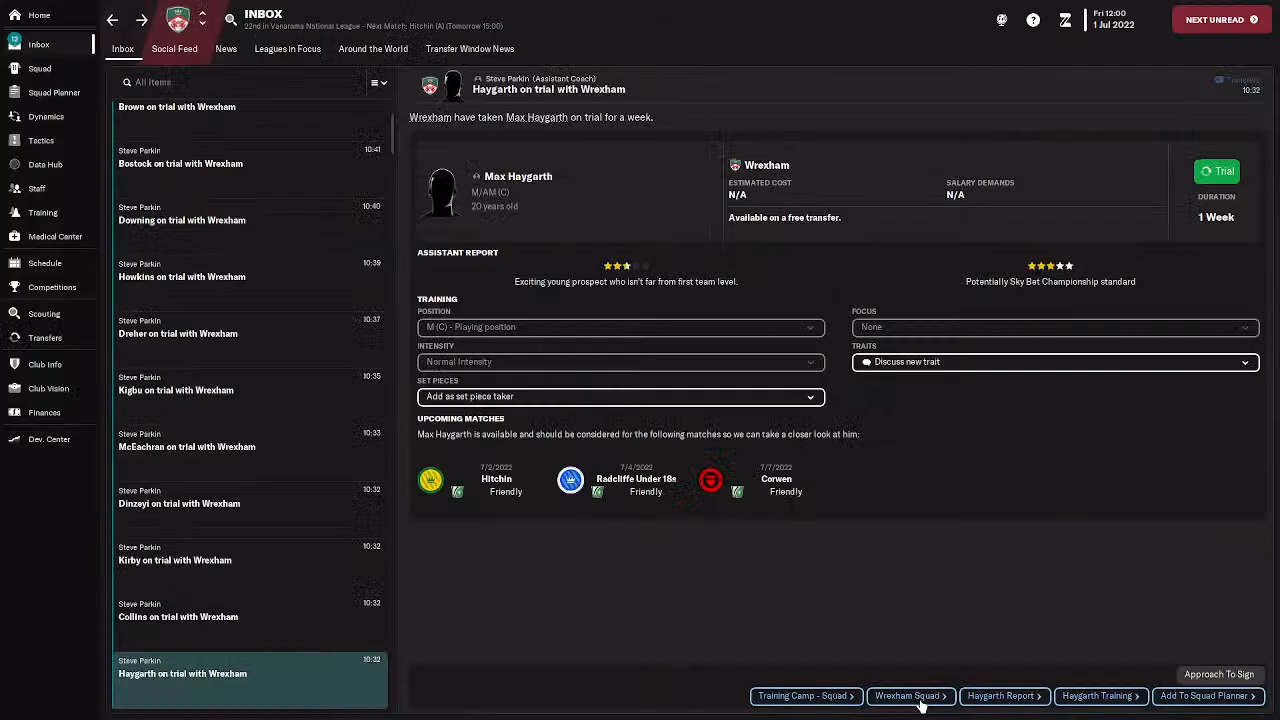 Home
12
Inbox
Squad
Squad Planner
Dynamics
Tactics
Data Hub
Staff
Training
Medical Center
Schedule
Competitions
Scouting
Transfers
Club Info
Club Vision
Finances
Dev. Center
INBOX
22nd in Vanarama National League - Next Match: Hitchin (A) (Tomorrow 15:00)
Fri 12:00
1 Jul 2022
NEXT UNREAD
Inbox Social Feed News Leagues in Focus Around the World Transfer Window News
All Items
Brown on trial with Wrexham
Steve Parkin 10:41
Bostock on trial with Wrexham
Steve Parkin 10:40
Downing on trial with Wrexham
Steve Parkin 10:39
Howkins on trial with Wrexham
Steve Parkin 10:37
Dreher on trial with Wrexham
Steve Parkin 10:35
Kigbu on trial with Wrexham
Steve Parkin 10:33
McEachran on trial with Wrexham
Steve Parkin 10:32
Dinzeyi on trial with Wrexham
Steve Parkin 10:32
Kirby on trial with Wrexham
Steve Parkin 10:32
Collins on trial with Wrexham
Steve Parkin 10:32
Haygarth on trial with Wrexham
Steve Parkin (Assistant Coach)
Haygarth on trial with Wrexham
Transfers
10:32
Wrexham have taken Max Haygarth on trial for a week.
Max Haygarth
M/AM (C)
20 years old
Wrexham
ESTIMATED COST SALARY DEMANDS
N/A N/A
Available on a free transfer.
Trial
DURATION
1 Week
ASSISTANT REPORT
Exciting young prospect who isn't far from first team level. Potentially Sky Bet Championship standard
TRAINING
POSITION FOCUS
M (C) - Playing position None
INTENSITY TRAITS
Normal Intensity Discuss new trait
SET PIECES
Add as set piece taker
UPCOMING MATCHES
Max Haygarth is available and should be considered for the following matches so we can take a closer look at him:
7/2/2022 7/4/2022 7/7/2022
Hitchin Radcliffe Under 18s Corwen
Friendly Friendly Friendly
Approach To Sign
Training Camp - Squad > Wrexham Squad > Haygarth Report > Haygarth Training > Add To Squad Planner >